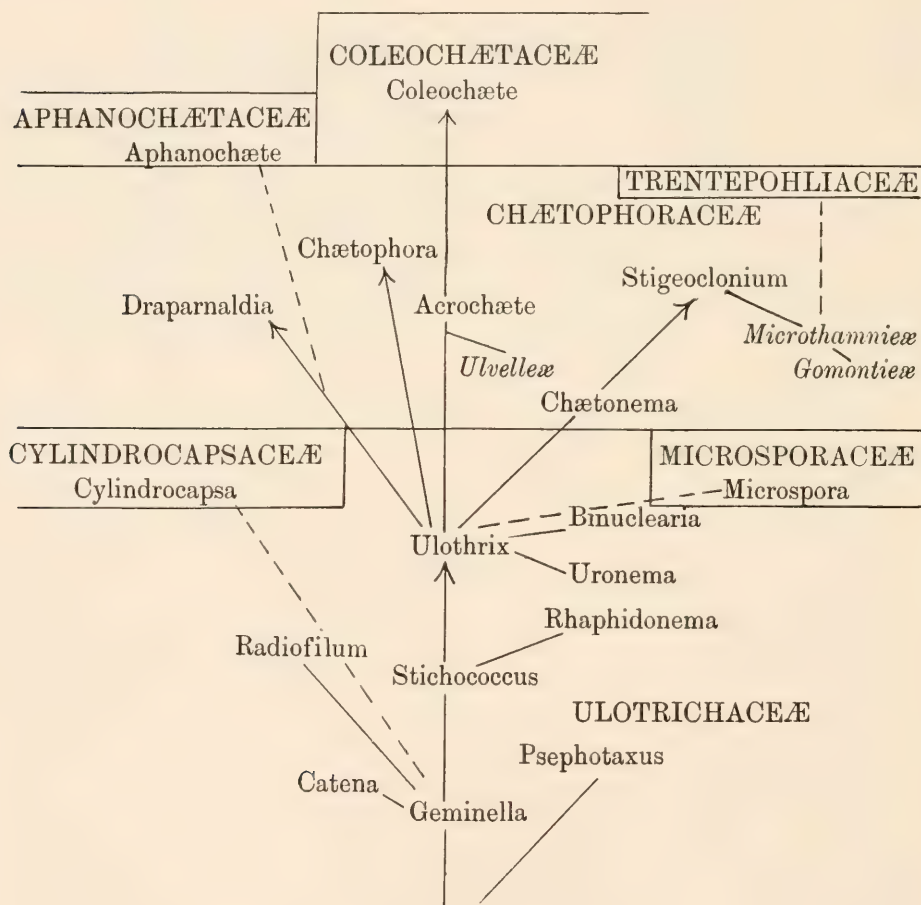 COLEOCHÆTACEÆ
Coleochæte
APHANOCHÆTACEÆ
Aphanochæte
TRENTEPOHLIACEÆ
CHÆTOPHORACEÆ
Chætophora
Stigeoclonium
Draparnaldia
Acrochæte
Microthamnieæ
Ulvelleæ
Gomontieæ
Chætonema
CYLINDROCAPSACEÆ
MICROSPORACEÆ
Cylindrocapsa
Microspora
Binuclearia
Ulothrix
Uronema
Rhaphidonema
Radiofilum
Stichococcus
ULOTRICHACEÆ
Psephotaxus
Catena
Geminella